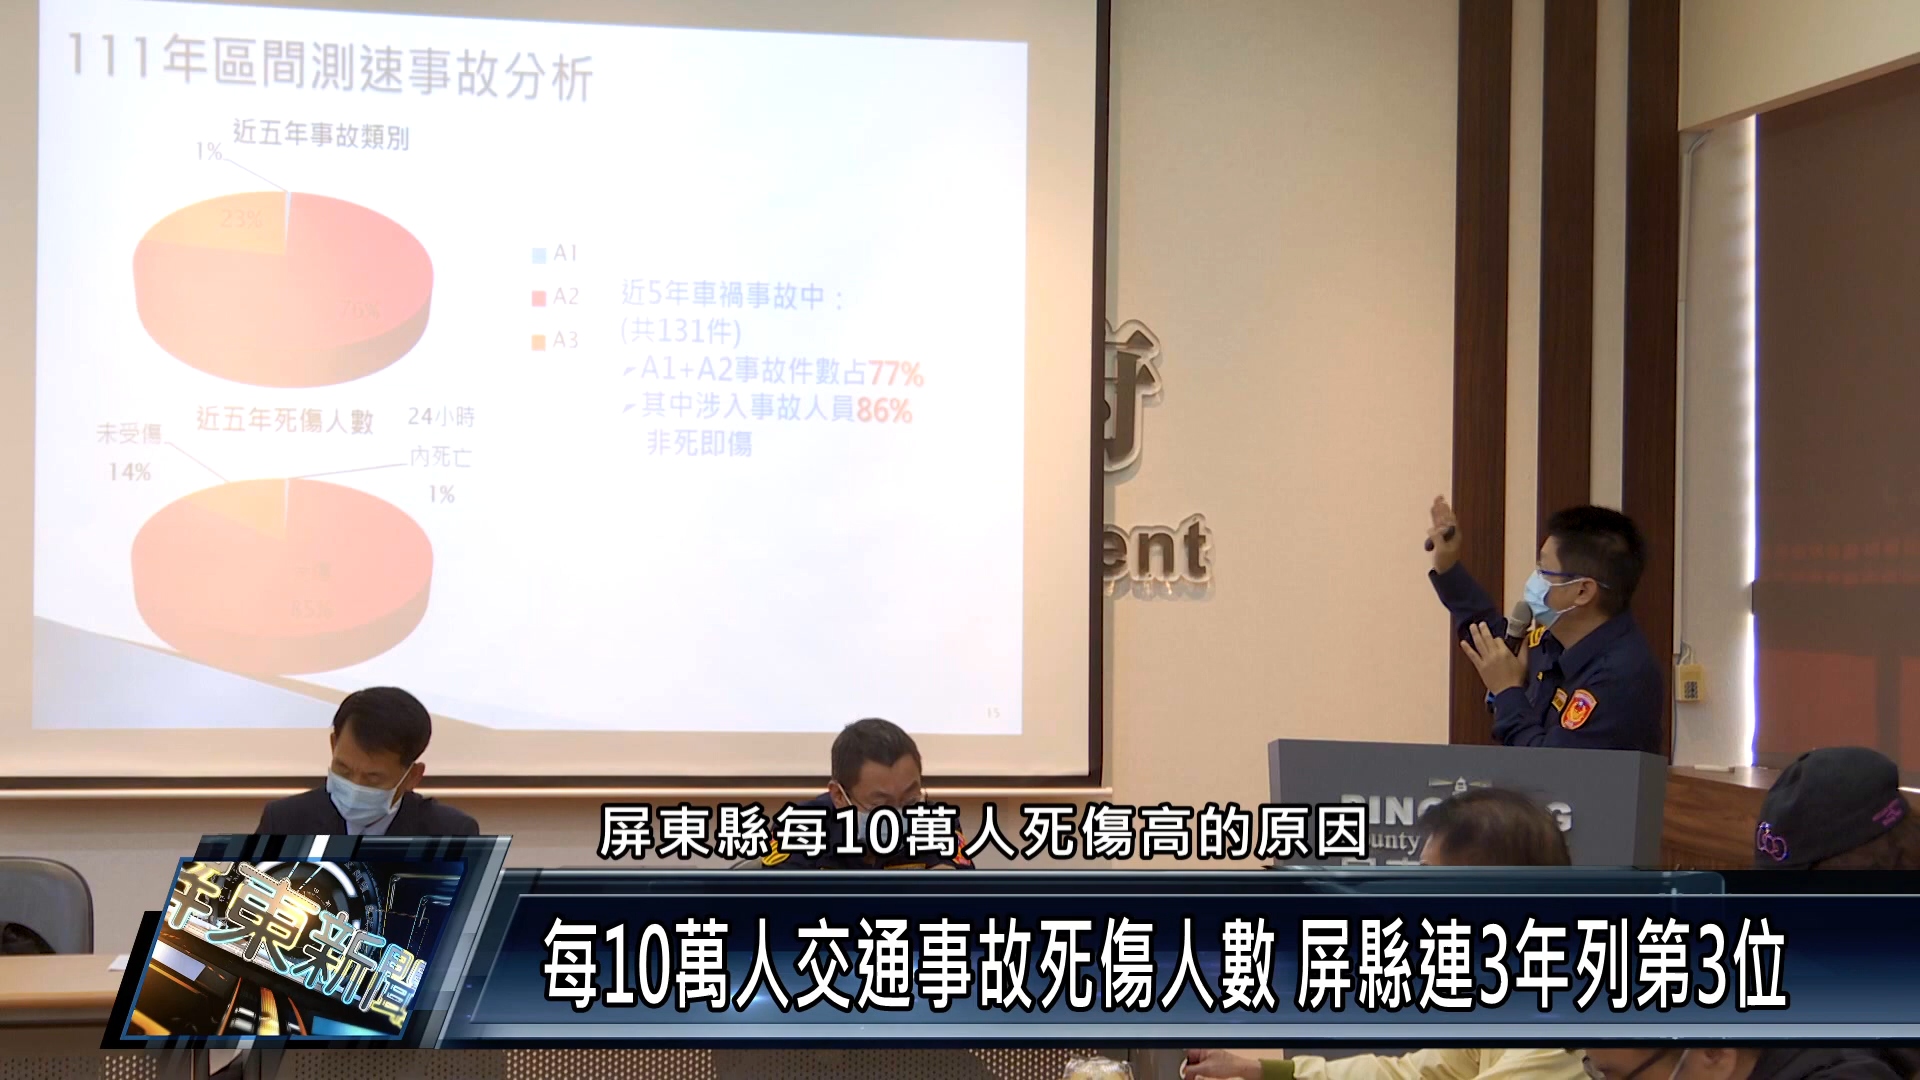 111年區間測速事故分析
近五年事故類別
1%
23%
76%
A1
A2
A3
近5年車禍事故中：
(共131件)
A1+A2事故件數占77%
其中涉入事故人員86%
非死即傷
近五年死傷人數
未受傷
14%
24小時
內死亡
1%
85%
15
ent
屏東縣每10萬人死傷高的原因
屏東新聞
每10萬人交通事故死傷人數 屏縣連3年列第3位